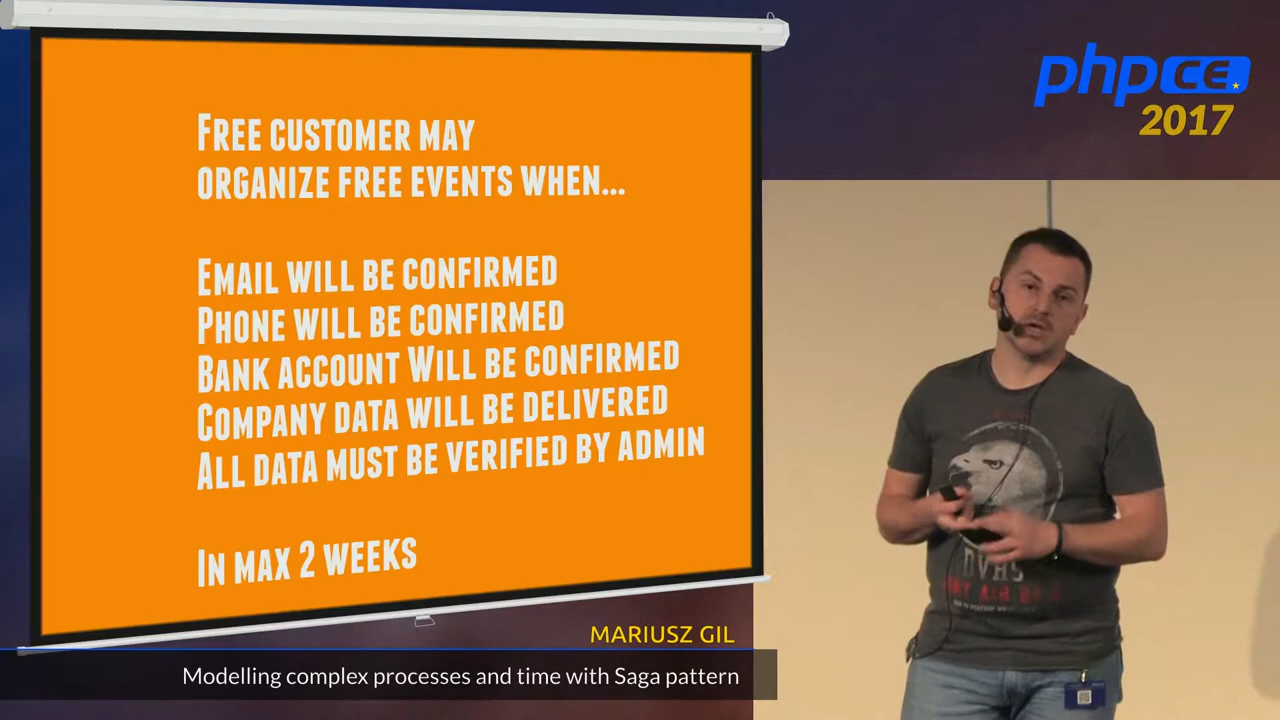 phpCE
2017
FREE CUSTOMER MAY
ORGANIZE FREE EVENTS WHEN...
EMAIL WILL BE CONFIRMED
PHONE WILL BE CONFIRMED
BANK ACCOUNT WILL BE CONFIRMED
COMPANY DATA WILL BE DELIVERED
ALL DATA MUST BE VERIFIED BY ADMIN
IN MAX 2 WEEKS
MARIUSZ GIL
Modelling complex processes and time with Saga pattern